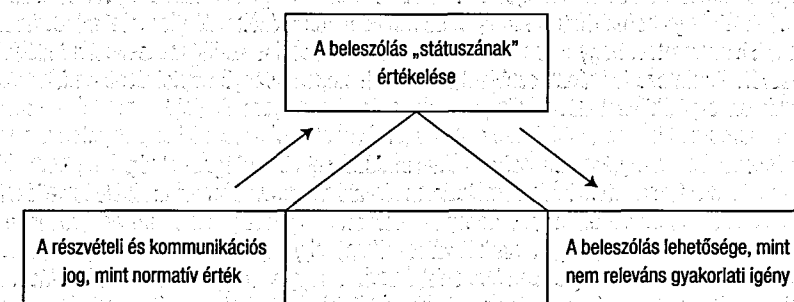 A beleszólás „státuszának”
értékelése
A részvételi és kommunikációs
jog, mint normatív érték
A beleszólás lehetősége, mint
nem releváns gyakorlati igény